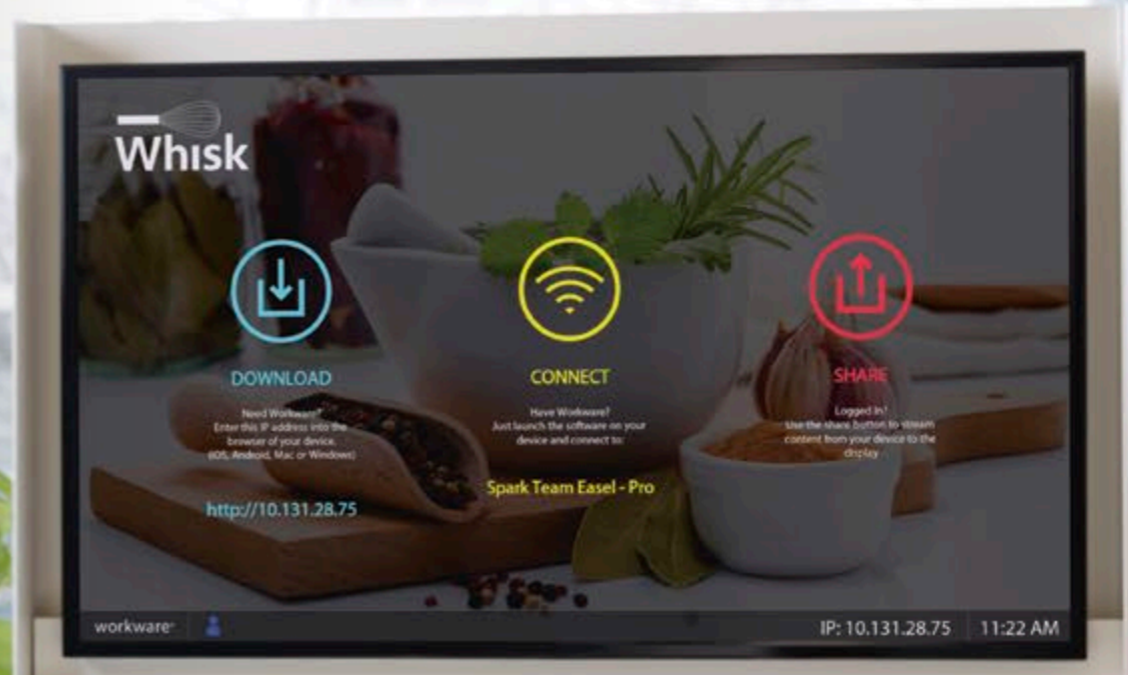 Whisk
DOWNLOAD
Need Workware?
Enter this IP address into the
browser of your device.
(iOS, Android, Mac or Windows)
http://10.131.28.75
CONNECT
Have Workware?
Just launch the software on your
device and connect to:
Spark Team Easel - Pro
SHARE
Logged In?
Use the share button to stream
content from your device to the
display
workware
IP: 10.131.28.75
11:22 AM